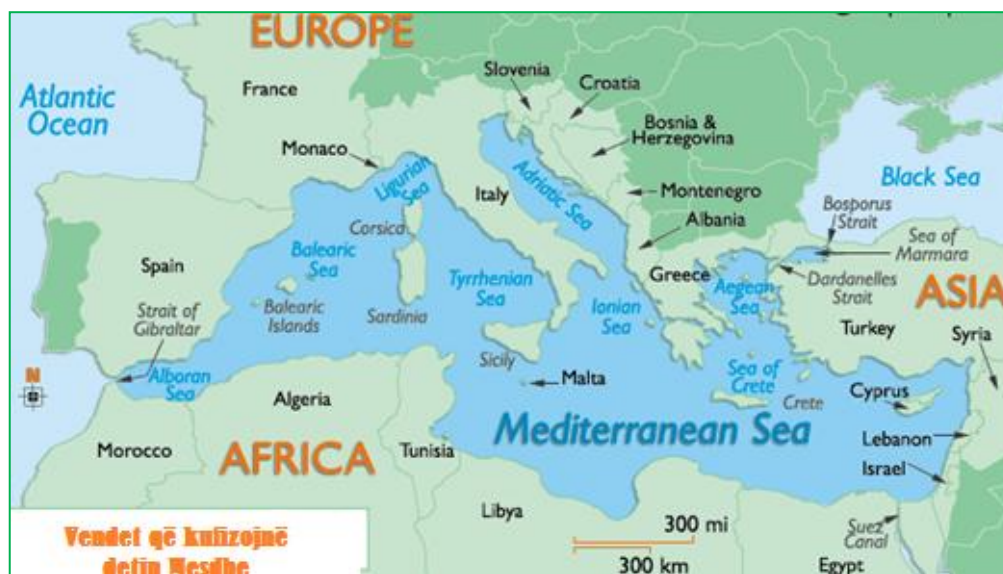 EUROPE
Slovenia
Croatia
France
Atlantic
Ocean
Bosnia &
Herzegovina
Monaco
Ligurian
Sea
Adriatic Sea
Italy
Montenegro
Black Sea
Albania
Bosporus
Strait
Corsica
Sea of
Marmara
Balearic
Sea
Spain
Greece
Aegean
Sea
Dardanelles
Strait
ASIA
Tyrrhenian
Sea
Ionian
Sea
Strait of
Gibraltar
Balearic
Islands
Sardinia
Turkey
Syria
Sicily
Sea of
Crete
N
Alboran
Sea
Malta
Crete
Cyprus
Algeria
Mediterranean Sea
Lebanon
Morocco
AFRICA
Tunisia
Israel
Libya
300 mi
300 km
Suez
Canal
Egypt
Vendet që kufizojnë
detin Mesdhe